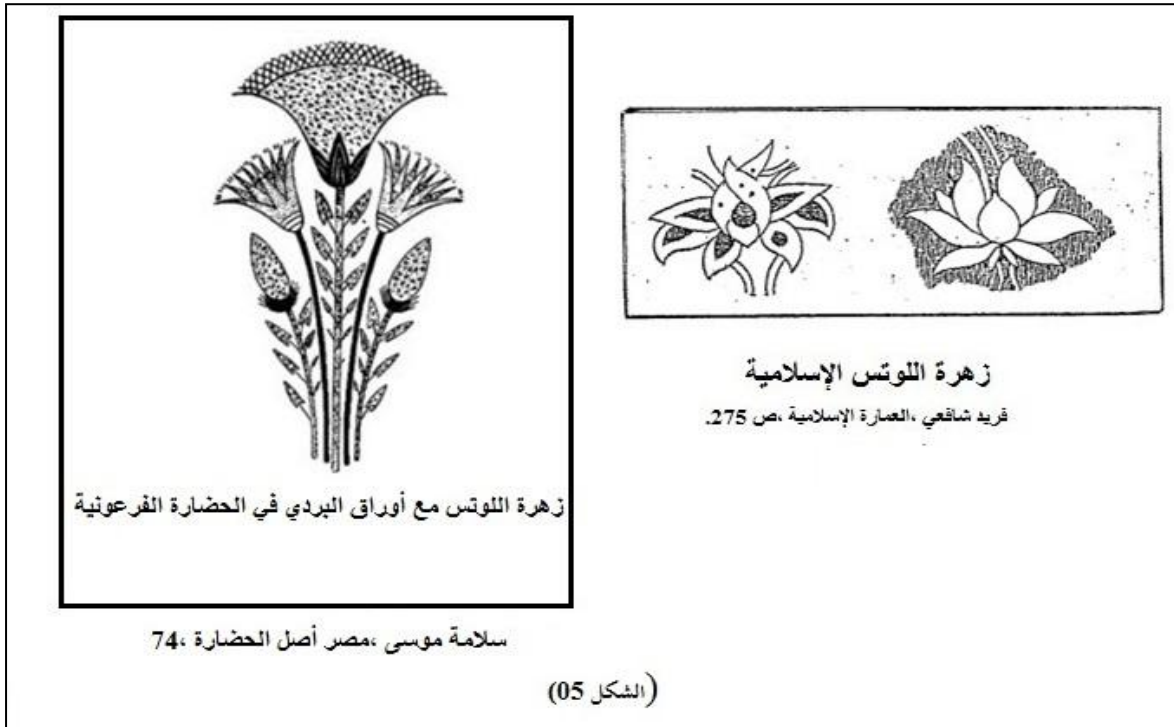 زهرة اللوتس الإسلامية
فريد شافعي ،العمارة الإسلامية ،ص 275.
زهرة اللوتس مع أوراق البردي في الحضارة الفرعونية
سلامة موسى ،مصر أصل الحضارة ،74
(الشكل 05)